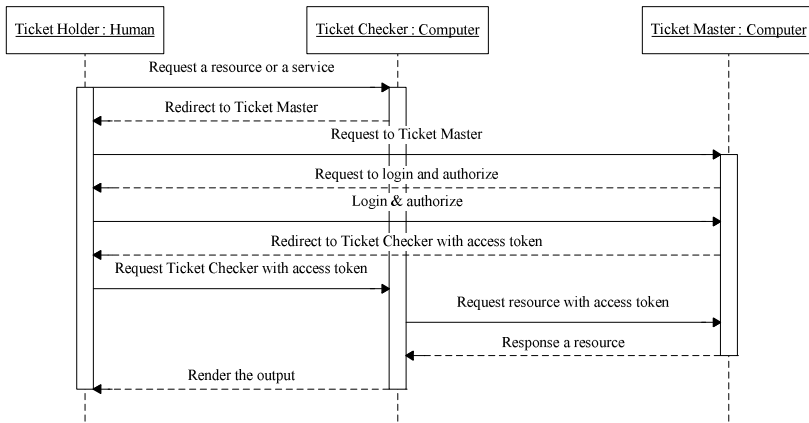 Ticket Holder : Human
Ticket Checker : Computer
Ticket Master : Computer
Request a resource or a service
Redirect to Ticket Master
Request to Ticket Master
Request to login and authorize
Login & authorize
Redirect to Ticket Checker with access token
Request Ticket Checker with access token
Request resource with access token
Response a resource
Render the output